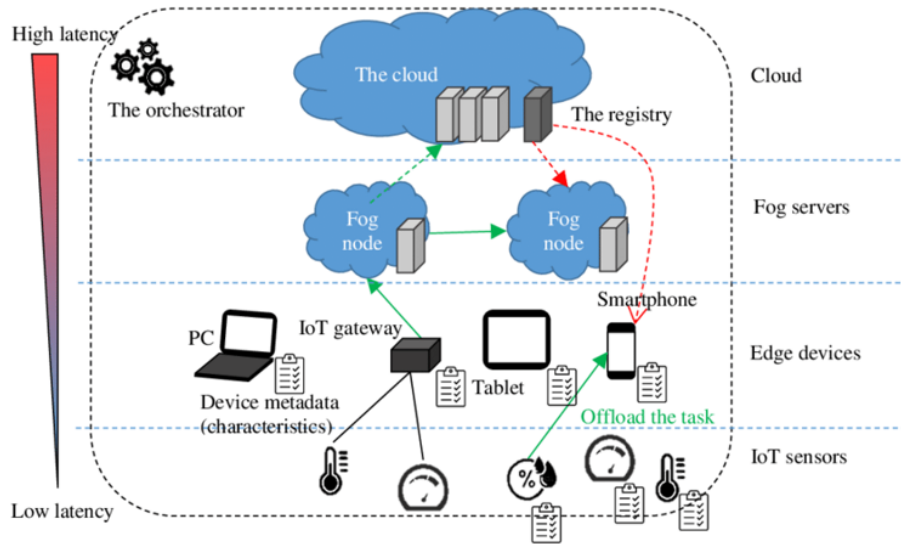 High latency
The cloud
Cloud
The orchestrator
The registry
Fog
node
Fog
node
Fog servers
Smartphone
PC
IoT gateway
Edge devices
Tablet
Device metadata
(characteristics)
Offload the task
IoT sensors
%
Low latency